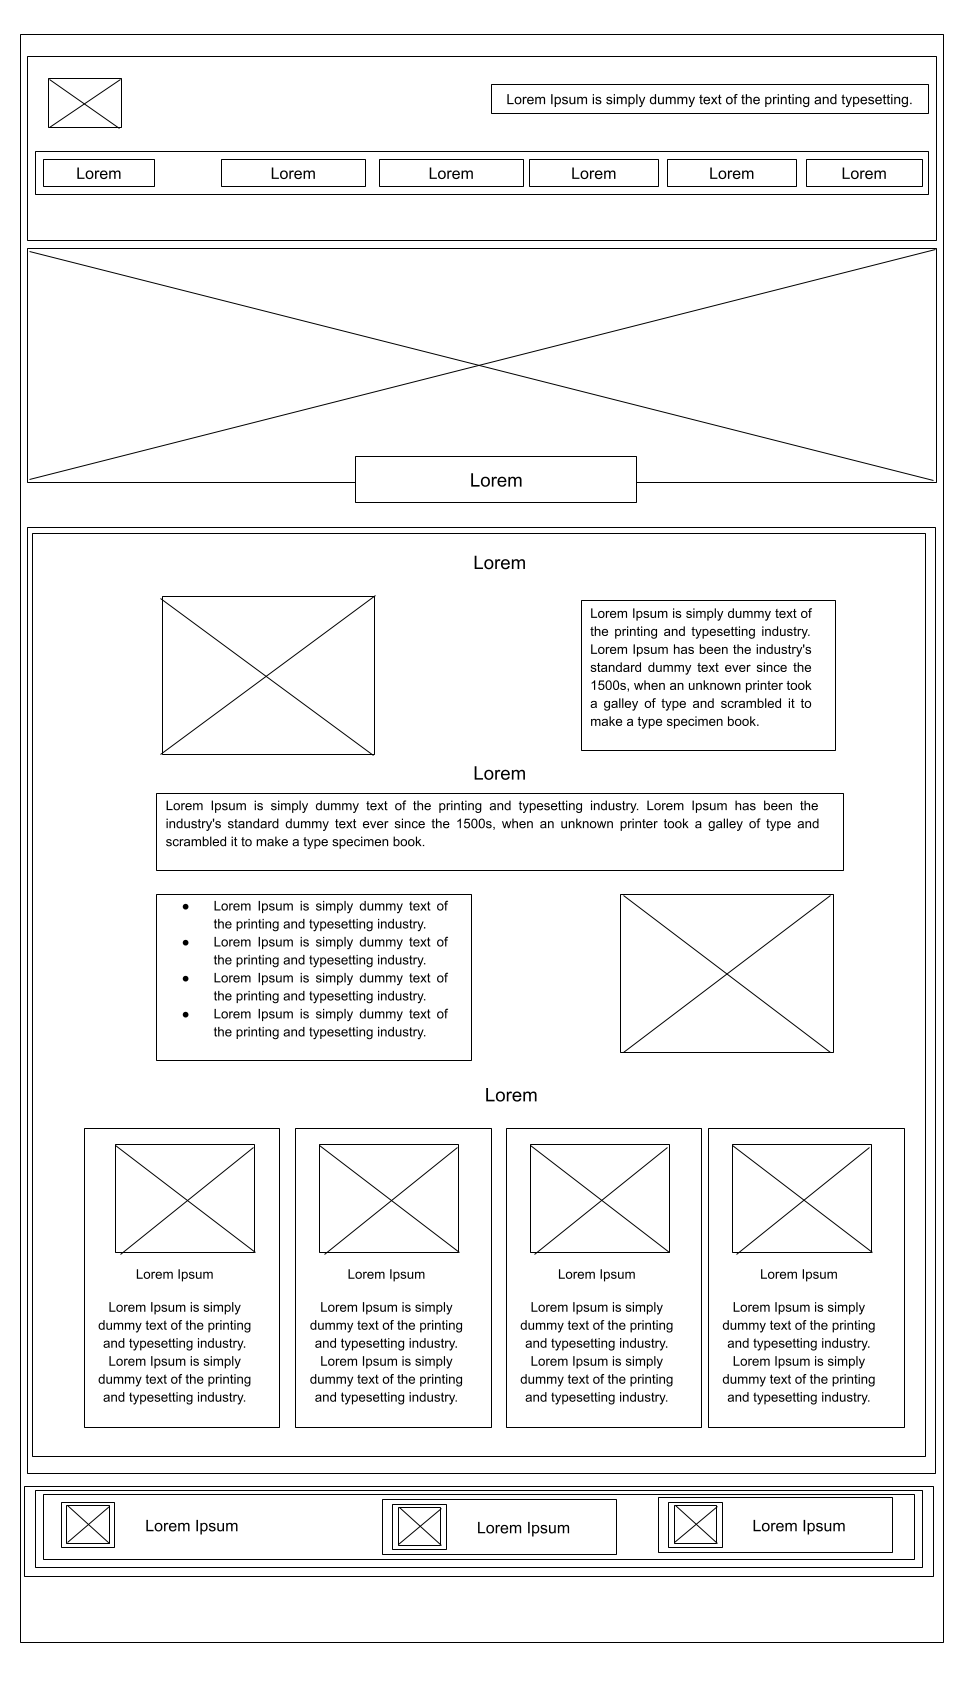 Lorem Ipsum is simply dummy text of the printing and typesetting.
Lorem
Lorem
Lorem
Lorem
Lorem
Lorem
Lorem
Lorem
Lorem Ipsum is simply dummy text of
the printing and typesetting industry.
Lorem Ipsum has been the industry's
standard dummy text ever since the
1500s, when an unknown printer took
a galley of type and scrambled it to
make a type specimen book.
Lorem
Lorem Ipsum is simply dummy text of the printing and typesetting industry. Lorem Ipsum has been the
industry's standard dummy text ever since the 1500s, when an unknown printer took a galley of type and
scrambled it to make a type specimen book.
● Lorem Ipsum is simply dummy text of
the printing and typesetting industry.
● Lorem Ipsum is simply dummy text of
the printing and typesetting industry.
● Lorem Ipsum is simply dummy text of
the printing and typesetting industry.
● Lorem Ipsum is simply dummy text of
the printing and typesetting industry.
Lorem
Lorem Ipsum
Lorem Ipsum is simply
dummy text of the printing
and typesetting industry.
Lorem Ipsum is simply
dummy text of the printing
and typesetting industry.
Lorem Ipsum
Lorem Ipsum is simply
dummy text of the printing
and typesetting industry.
Lorem Ipsum is simply
dummy text of the printing
and typesetting industry.
Lorem Ipsum
Lorem Ipsum is simply
dummy text of the printing
and typesetting industry.
Lorem Ipsum is simply
dummy text of the printing
and typesetting industry.
Lorem Ipsum
Lorem Ipsum is simply
dummy text of the printing
and typesetting industry.
Lorem Ipsum is simply
dummy text of the printing
and typesetting industry.
Lorem Ipsum
Lorem Ipsum
Lorem Ipsum